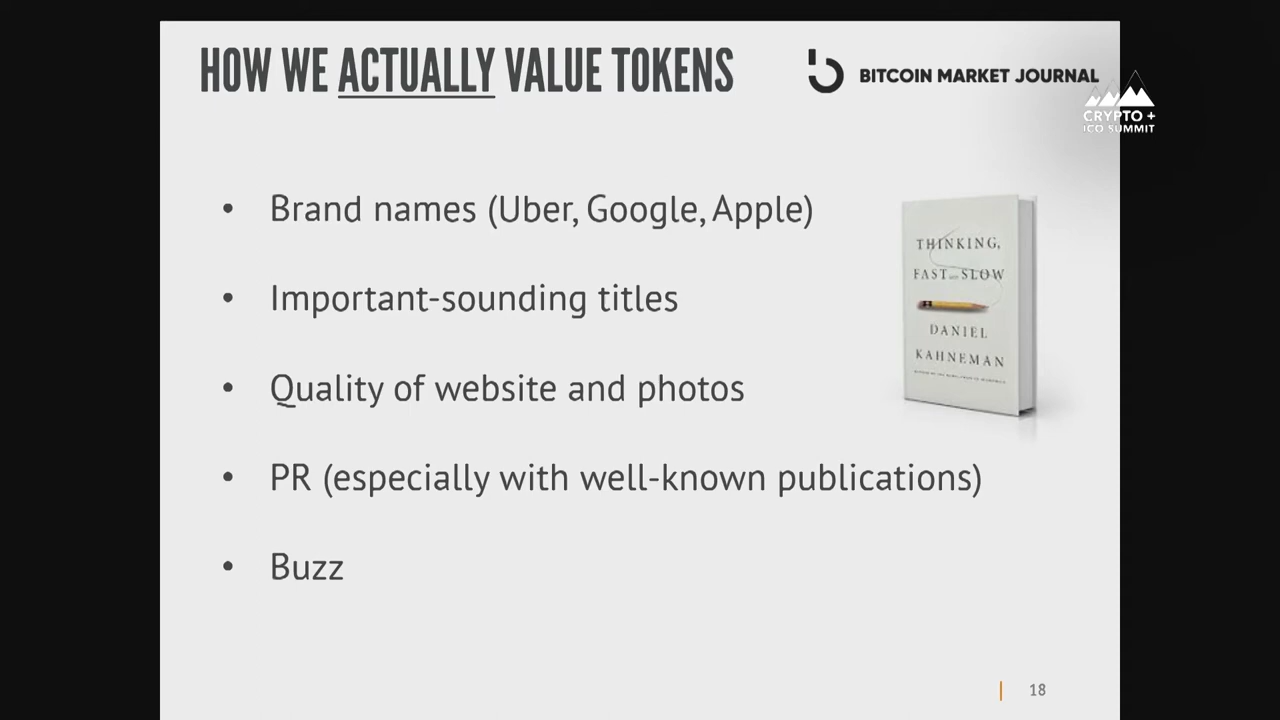 HOW WE ACTUALLY VALUE TOKENS
BITCOIN MARKET JOURNAL
CRYPTO +
ICO SUMMIT
• Brand names (Uber, Google, Apple)
• Important-sounding titles
• Quality of website and photos
• PR (especially with well-known publications)
• Buzz
THINKING,
FAST AND SLOW
DANIEL
KAHNEMAN
18